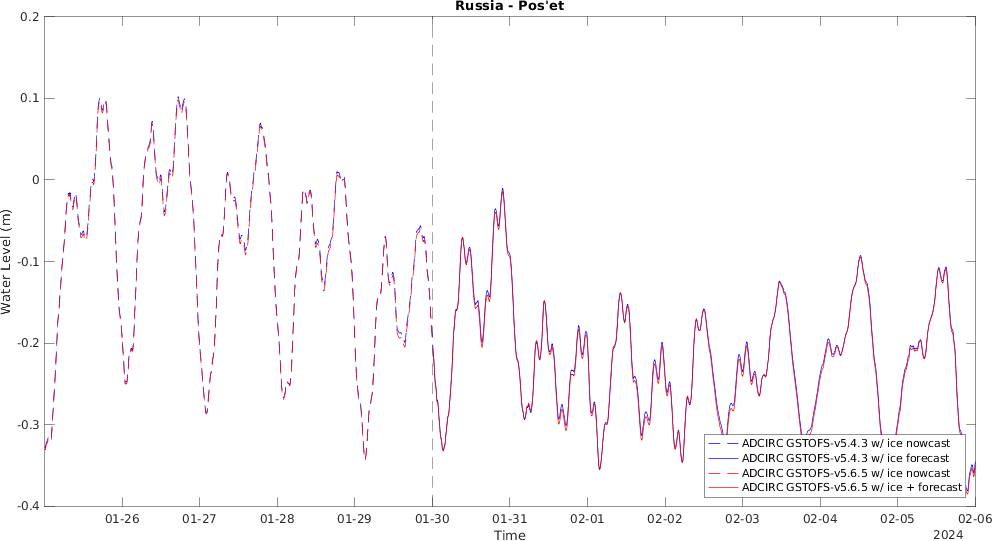 Russia - Pos'et
0.2
0.1
0
-0.1
-0.2
-0.3
-0.4
Water Level (m)
ADCIRC GSTOFS-v5.4.3 w/ ice nowcast
ADCIRC GSTOFS-v5.4.3 w/ ice forecast
ADCIRC GSTOFS-v5.6.5 w/ ice nowcast
ADCIRC GSTOFS-v5.6.5 w/ ice + forecast
01-26 01-27 01-28 01-29 01-30 01-31 02-01 02-02 02-03 02-04 02-05 02-06
Time
2024